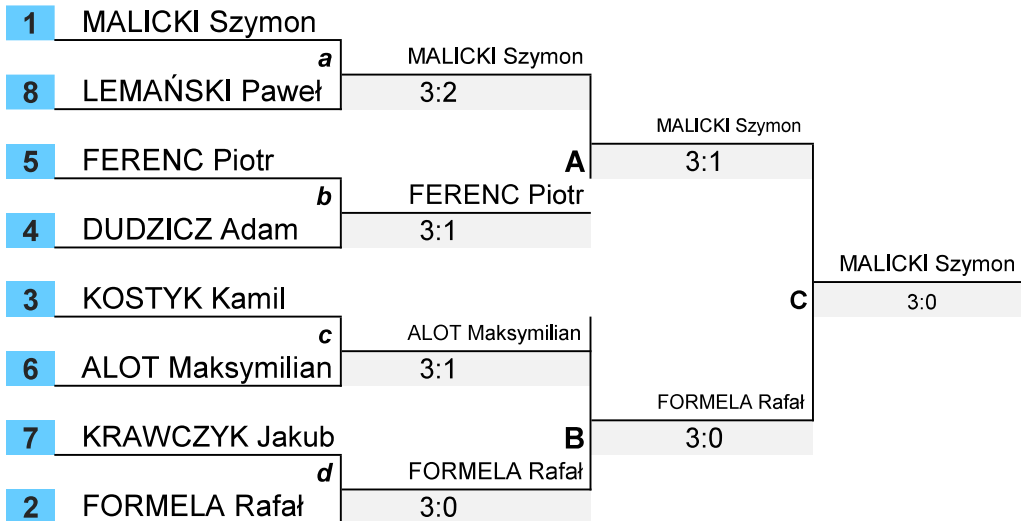 1 MALICKI Szymon
a MALICKI Szymon
8 LEMAŃSKI Paweł 3:2
MALICKI Szymon
5 FERENC Piotr A 3:1
b FERENC Piotr
4 DUDZICZ Adam 3:1
MALICKI Szymon
3 KOSTYK Kamil C 3:0
c ALOT Maksymilian
6 ALOT Maksymilian 3:1
FORMELA Rafał
7 KRAWCZYK Jakub B 3:0
d FORMELA Rafał
2 FORMELA Rafał 3:0